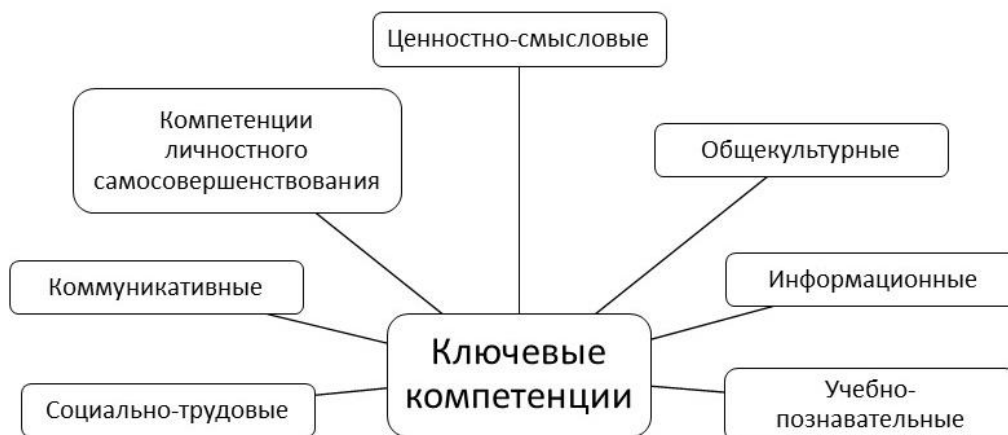 Ценностно-смысловые
Компетенции
личностного
самосовершенствования
Общекультурные
Коммуникативные
Информационные
Ключевые
компетенции
Социально-трудовые
Учебно-
познавательные